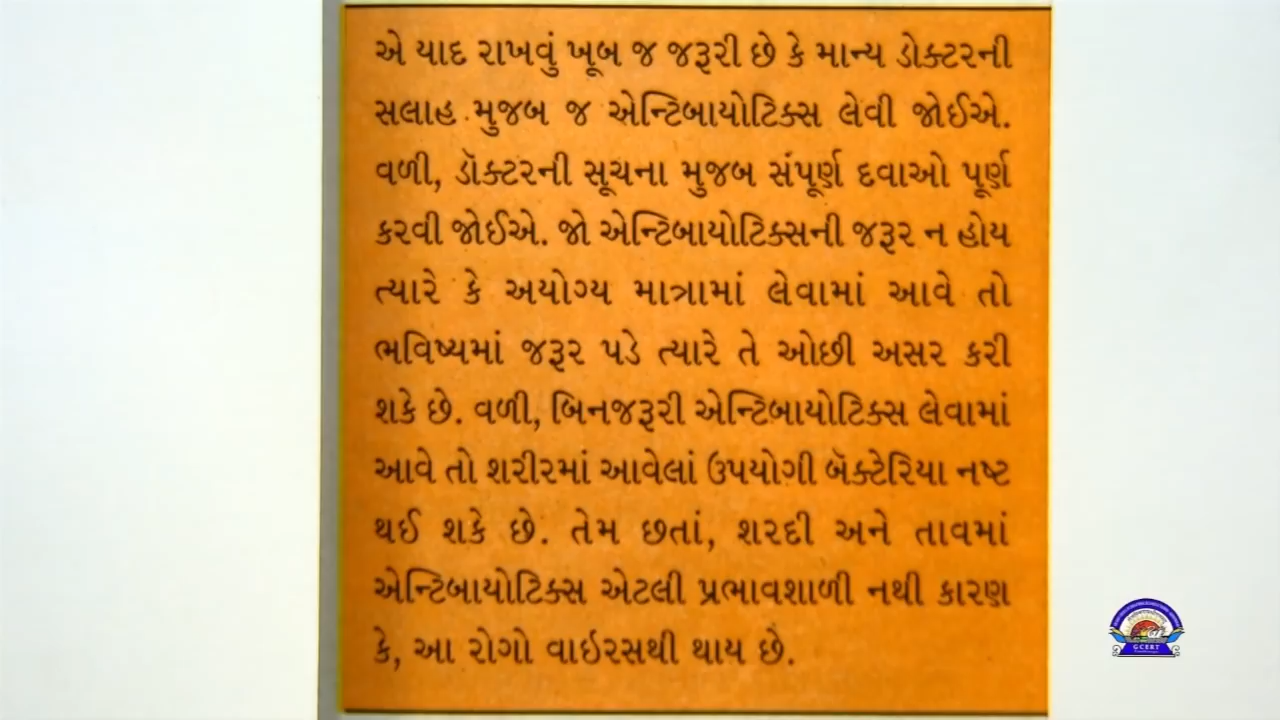 એ યાદ રાખવું ખૂબ જ જરૂરી છે કે માન્ય ડોક્ટરની
સલાહ મુજબ જ એન્ટિબાયોટિક્સ લેવી જોઈએ.
વળી, ડૉક્ટરની સૂચના મુજબ સંપૂર્ણ દવાઓ પૂર્ણ
કરવી જોઈએ. જો એન્ટિબાયોટિક્સની જરૂર ન હોય
ત્યારે કે અયોગ્ય માત્રામાં લેવામાં આવે તો
ભવિષ્યમાં જરૂર પડે ત્યારે તે ઓછી અસર કરી
શકે છે. વળી, બિનજરૂરી એન્ટિબાયોટિક્સ લેવામાં
આવે તો શરીરમાં આવેલાં ઉપયોગી બૅક્ટેરિયા નષ્ટ
થઈ શકે છે. તેમ છતાં, શરદી અને તાવમાં
એન્ટિબાયોટિક્સ એટલી પ્રભાવશાળી નથી કારણ
કે, આ રોગો વાઇરસથી થાય છે.
GCERT